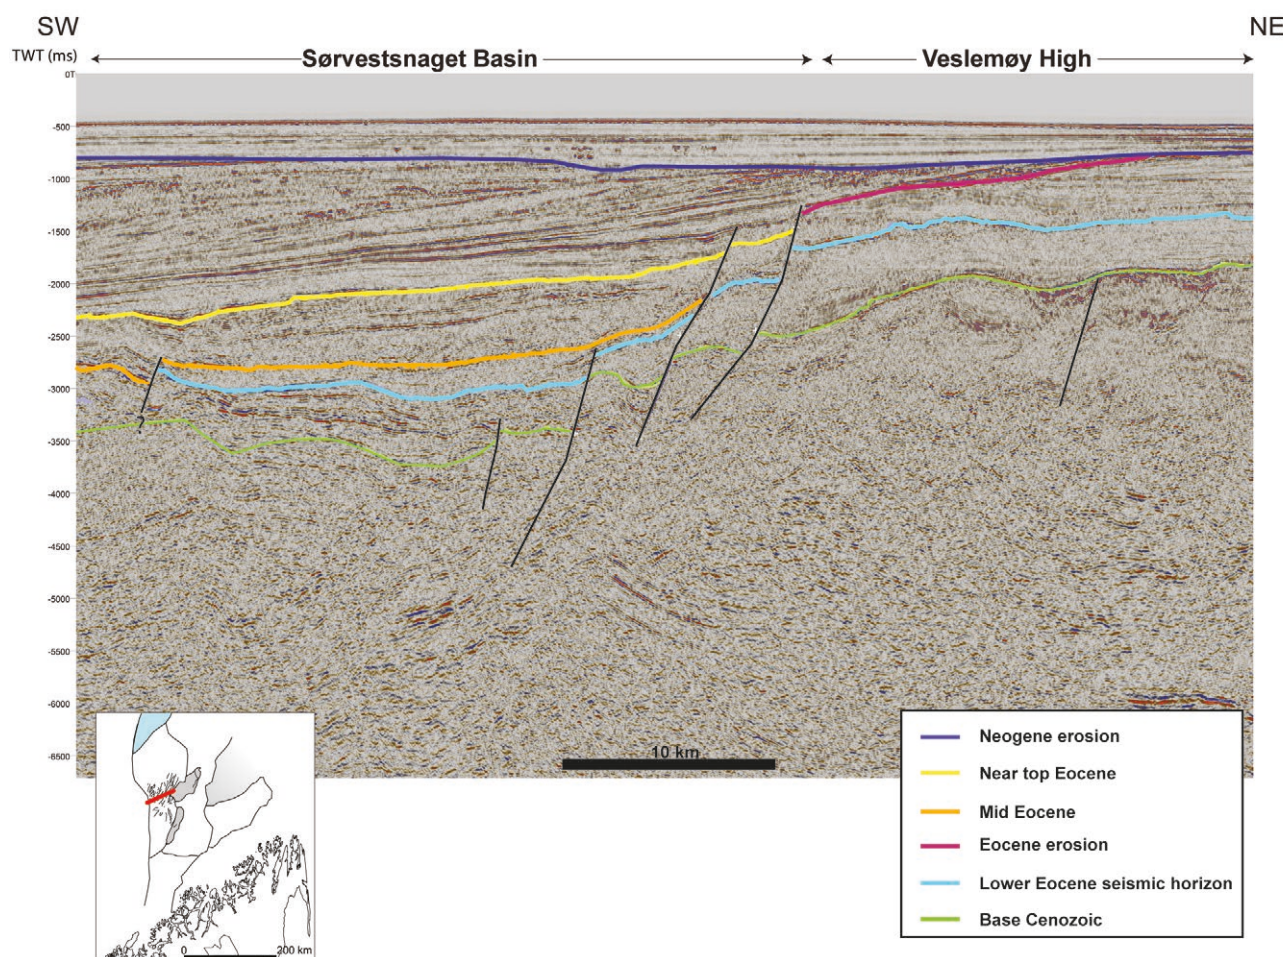 SW
NE
TWT (ms)
Sørvestsnaget Basin
Veslemøy High
0T
-500
-1000
-1500
-2000
-2500
-3000
-3500
-4000
-4500
-5000
-5500
-6000
-6500
?
10 km
Neogene erosion
Near top Eocene
Mid Eocene
Eocene erosion
Lower Eocene seismic horizon
Base Cenozoic
0
200 km